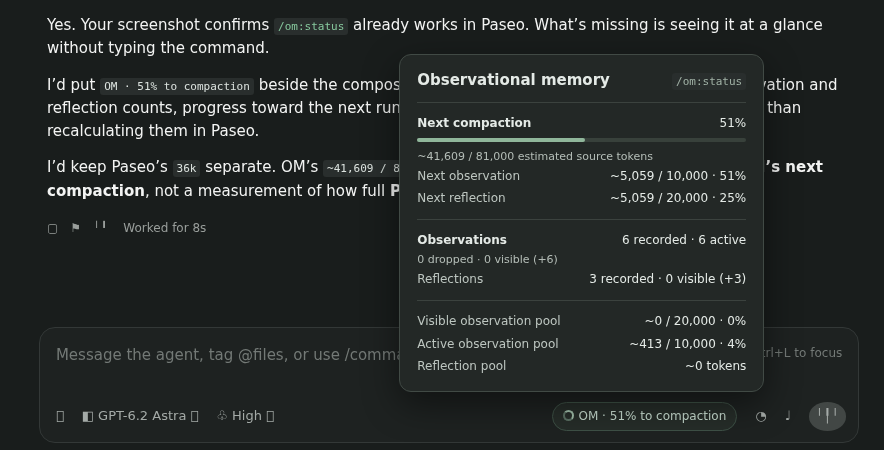 Yes. Your screenshot confirms /om:status already works in Paseo. What’s missing is seeing it at a glance
without typing the command.
I’d put OM · 51% to compaction beside the compos
vation and
reflection counts, progress toward the next run
than
recalculating them in Paseo.
I’d keep Paseo’s 36k separate. OM’s ~41,609 / 8
’s next
compaction, not a measurement of how full P
Worked for 8s
Observational memory /om:status
Next compaction 51%
~41,609 / 81,000 estimated source tokens
Next observation ~5,059 / 10,000 · 51%
Next reflection ~5,059 / 20,000 · 25%
Observations 6 recorded · 6 active
0 dropped · 0 visible (+6)
Reflections 3 recorded · 0 visible (+3)
Visible observation pool ~0 / 20,000 · 0%
Active observation pool ~413 / 10,000 · 4%
Reflection pool ~0 tokens
Message the agent, tag @files, or use /comma
trl+L to focus
GPT-6.2 Astra High OM · 51% to compaction